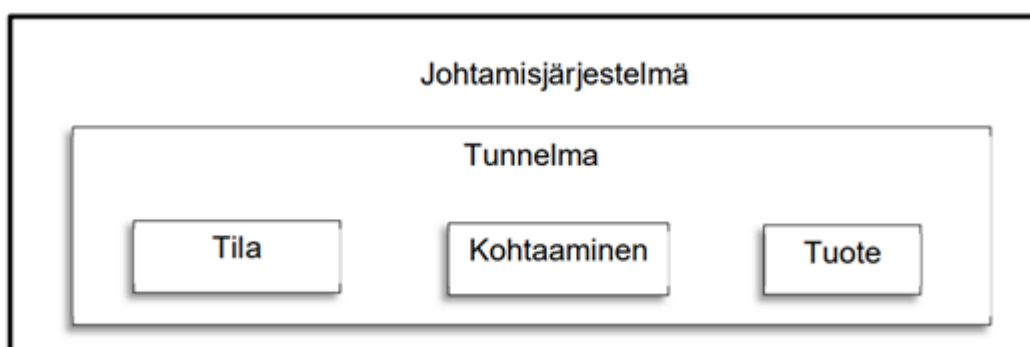 Johtamisjärjestelmä
Tunnelma
Tila
Kohtaaminen
Tuote